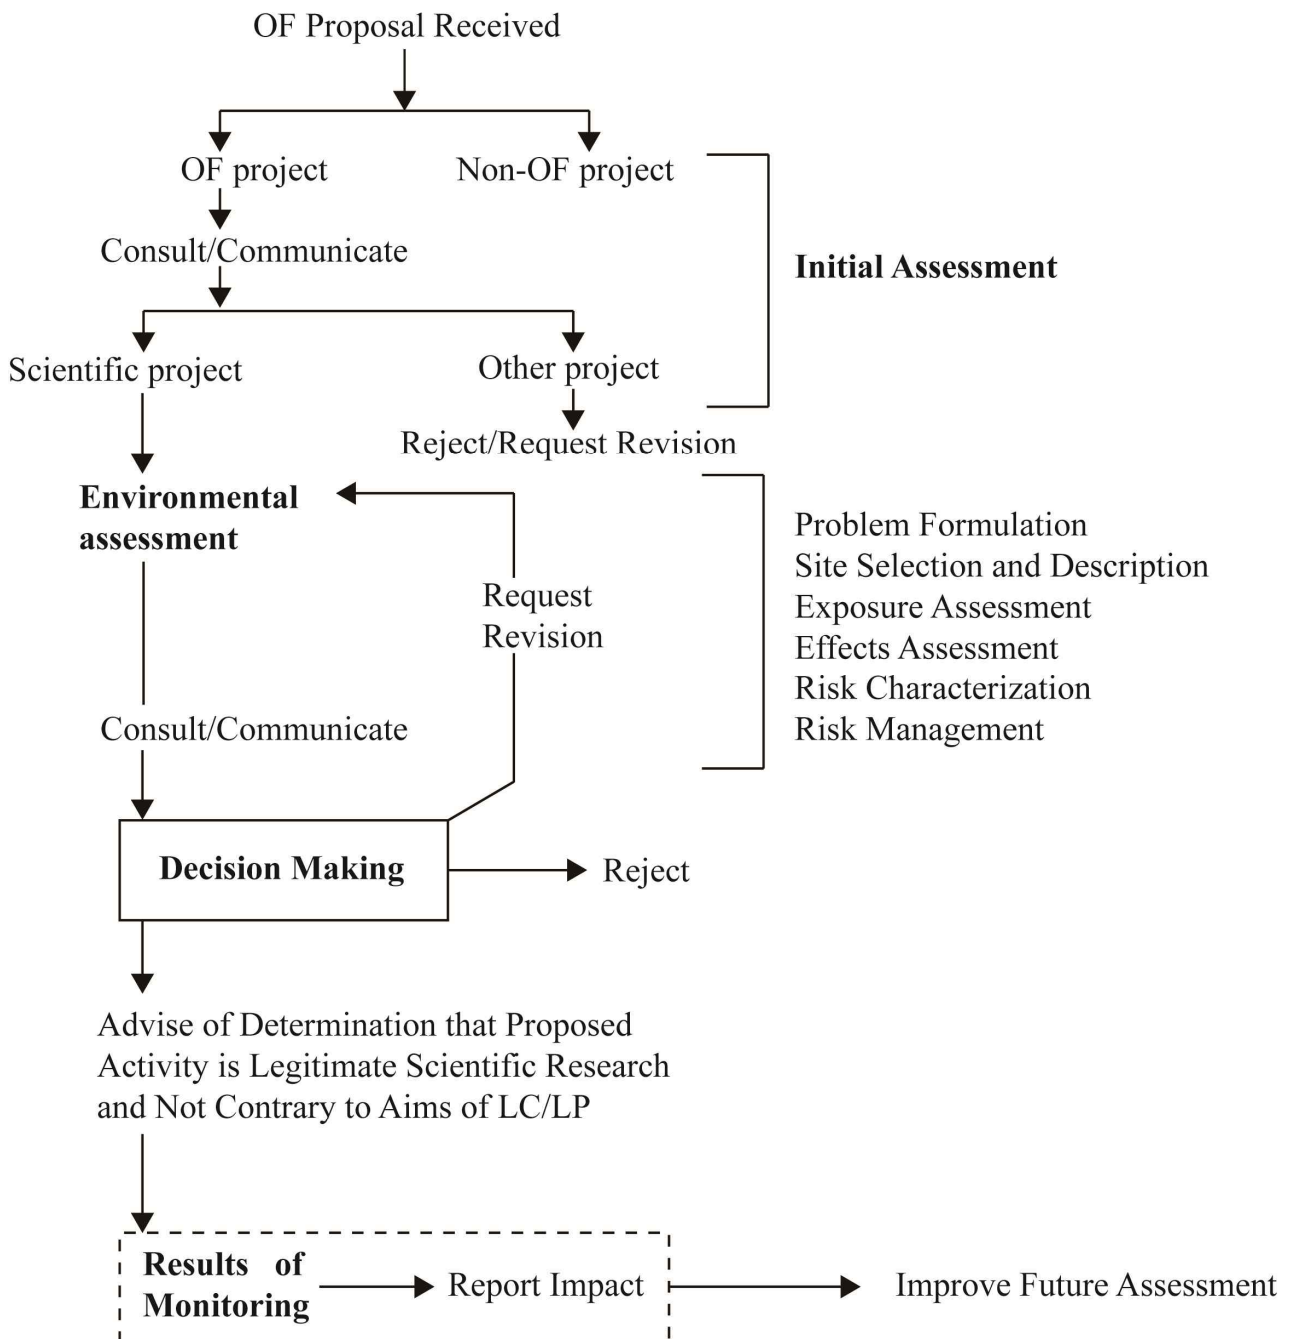 OF Proposal Received
OF project
Non-OF project
Consult/Communicate
Initial Assessment
Scientific project
Other project
Reject/Request Revision
Environmental
assessment
Request
Revision
Problem Formulation
Site Selection and Description
Exposure Assessment
Effects Assessment
Risk Characterization
Risk Management
Consult/Communicate
Decision Making
Reject
Advise of Determination that Proposed
Activity is Legitimate Scientific Research
and Not Contrary to Aims of LC/LP
Results of
Monitoring
Report Impact
Improve Future Assessment